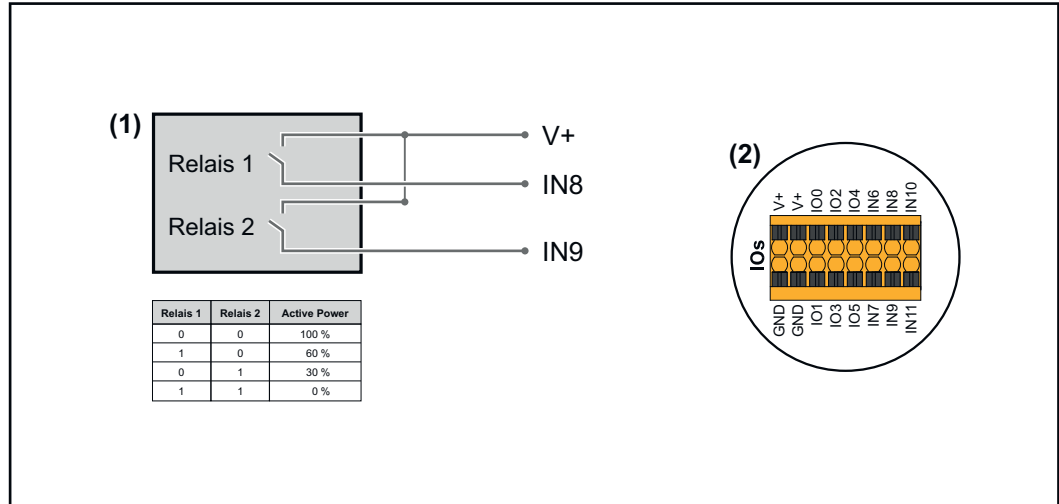 (1)
Relais 1
Relais 2
V+
IN8
IN9
Relais 1 Relais 2 Active Power
0 0 100 %
1 0 60 %
0 1 30 %
1 1 0 %
(2)
IOs
V+ V+ IO0 IO2 IO4 IN6 IN8 IN10
GND GND IO1 IO3 IO5 IN7 IN9 IN11